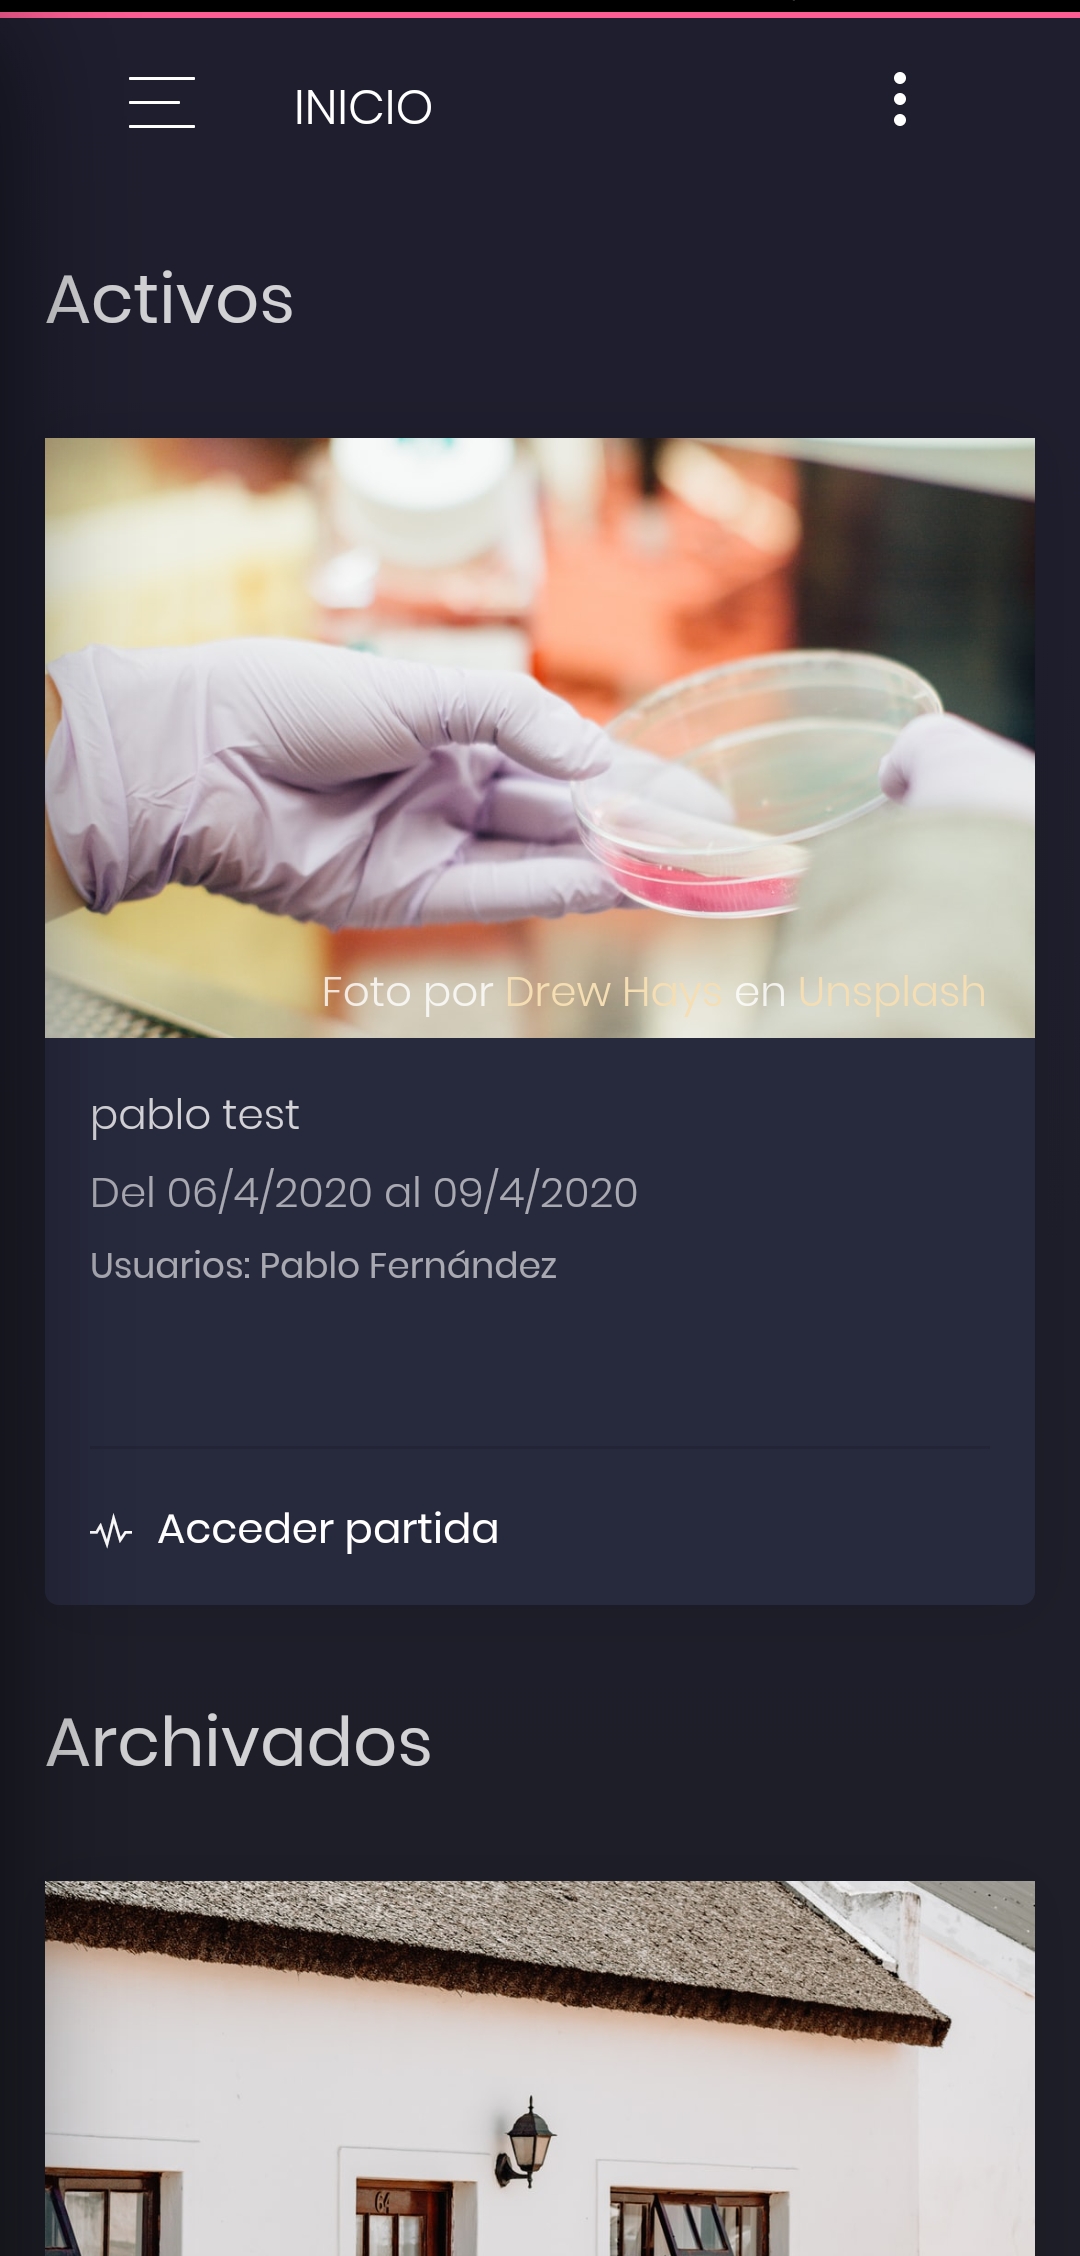 INICIO
Activos
Foto por Drew Hays en Unsplash
pablo test
Del 06/4/2020 al 09/4/2020
Usuarios: Pablo Fernández
Acceder partida
Archivados
64